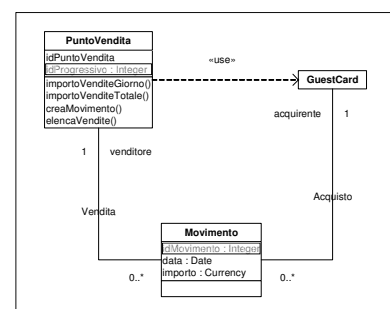 PuntoVendita
idPuntoVendita
idProgressivo : Integer
importoVenditeGiorno()
importoVenditeTotale()
creaMovimento()
elencaVendite()
«use»
GuestCard
acquirente 1
1 venditore
Vendita
Acquisto
Movimento
idMovimento : Integer
data : Date
importo : Currency
0..* 0..*